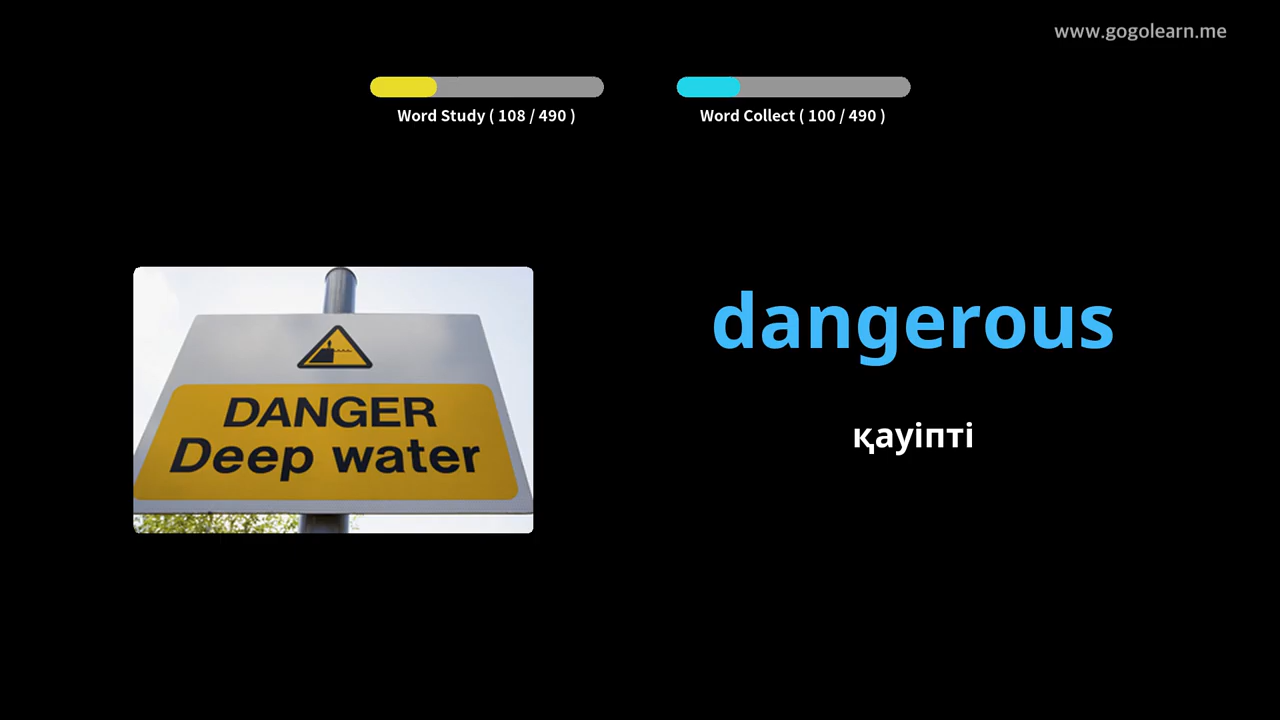 www.gogolearn.me
Word Study ( 108 / 490 )
Word Collect ( 100 / 490 )
DANGER
Deep water
dangerous
қауіпті